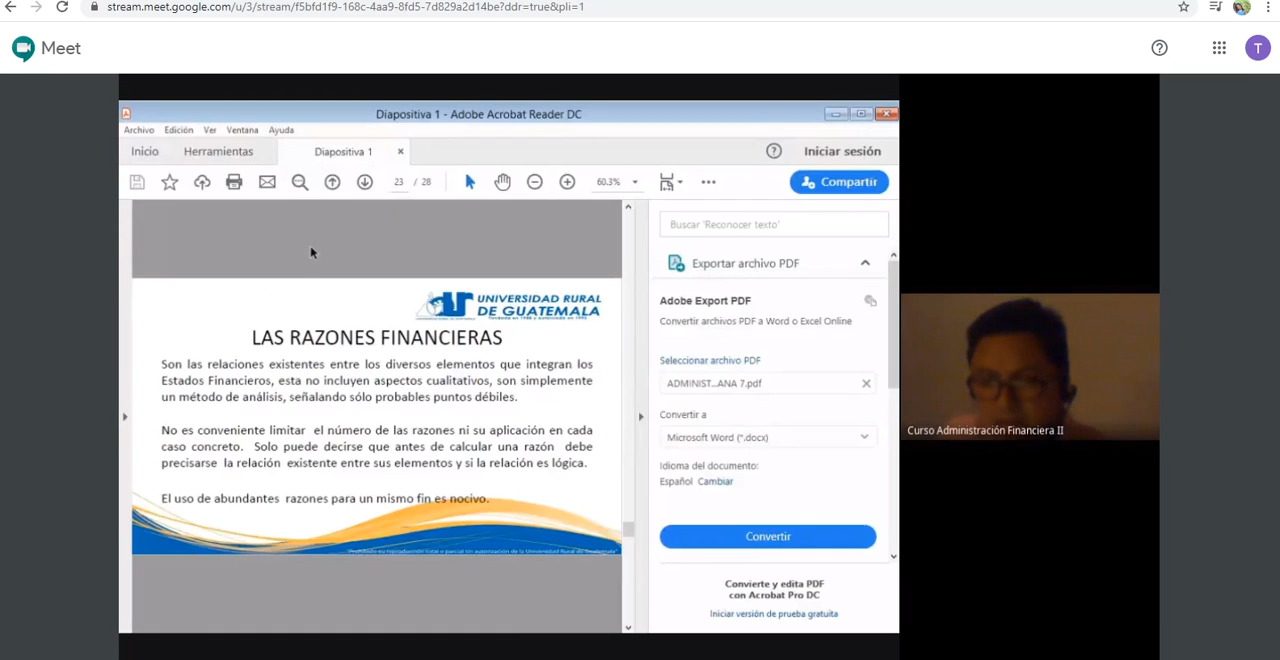 stream.meet.google.com/u/3/stream/f5bfd1f9-168c-4aa9-8fd5-7d829a2d14be?ddr=true&pli=1
Meet
T
Diapositiva 1 - Adobe Acrobat Reader DC
Archivo Edición Ver Ventana Ayuda
Inicio Herramientas Diapositiva 1 Iniciar sesión
23 / 28 60.3% Compartir
UNIVERSIDAD RURAL
DE GUATEMALA
LAS RAZONES FINANCIERAS
Son las relaciones existentes entre los diversos elementos que integran los
Estados Financieros, esta no incluyen aspectos cualitativos, son simplemente
un método de análisis, señalando sólo probables puntos débiles.
No es conveniente limitar el número de las razones ni su aplicación en cada
caso concreto. Solo puede decirse que antes de calcular una razón debe
precisarse la relación existente entre sus elementos y si la relación es lógica.
El uso de abundantes razones para un mismo fin es nocivo.
Buscar 'Reconocer texto'
Exportar archivo PDF
Adobe Export PDF
Convertir archivos PDF a Word o Excel Online
Seleccionar archivo PDF
ADMINIST...ANA 7.pdf
Convertir a
Microsoft Word (*.docx)
Idioma del documento:
Español Cambiar
Convertir
Convierte y edita PDF
con Acrobat Pro DC
Iniciar versión de prueba gratuita
Curso Administración Financiera II